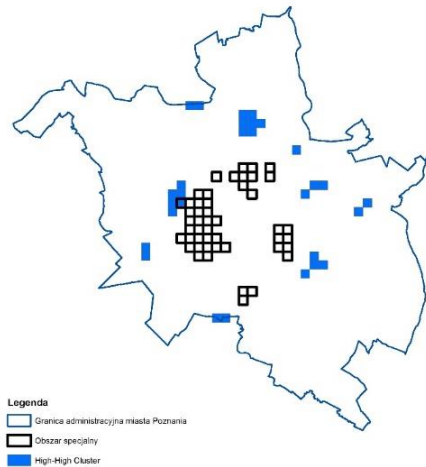 Legenda
Granica administracyjna miasta Poznania
Obszar specjalny
High-High Cluster